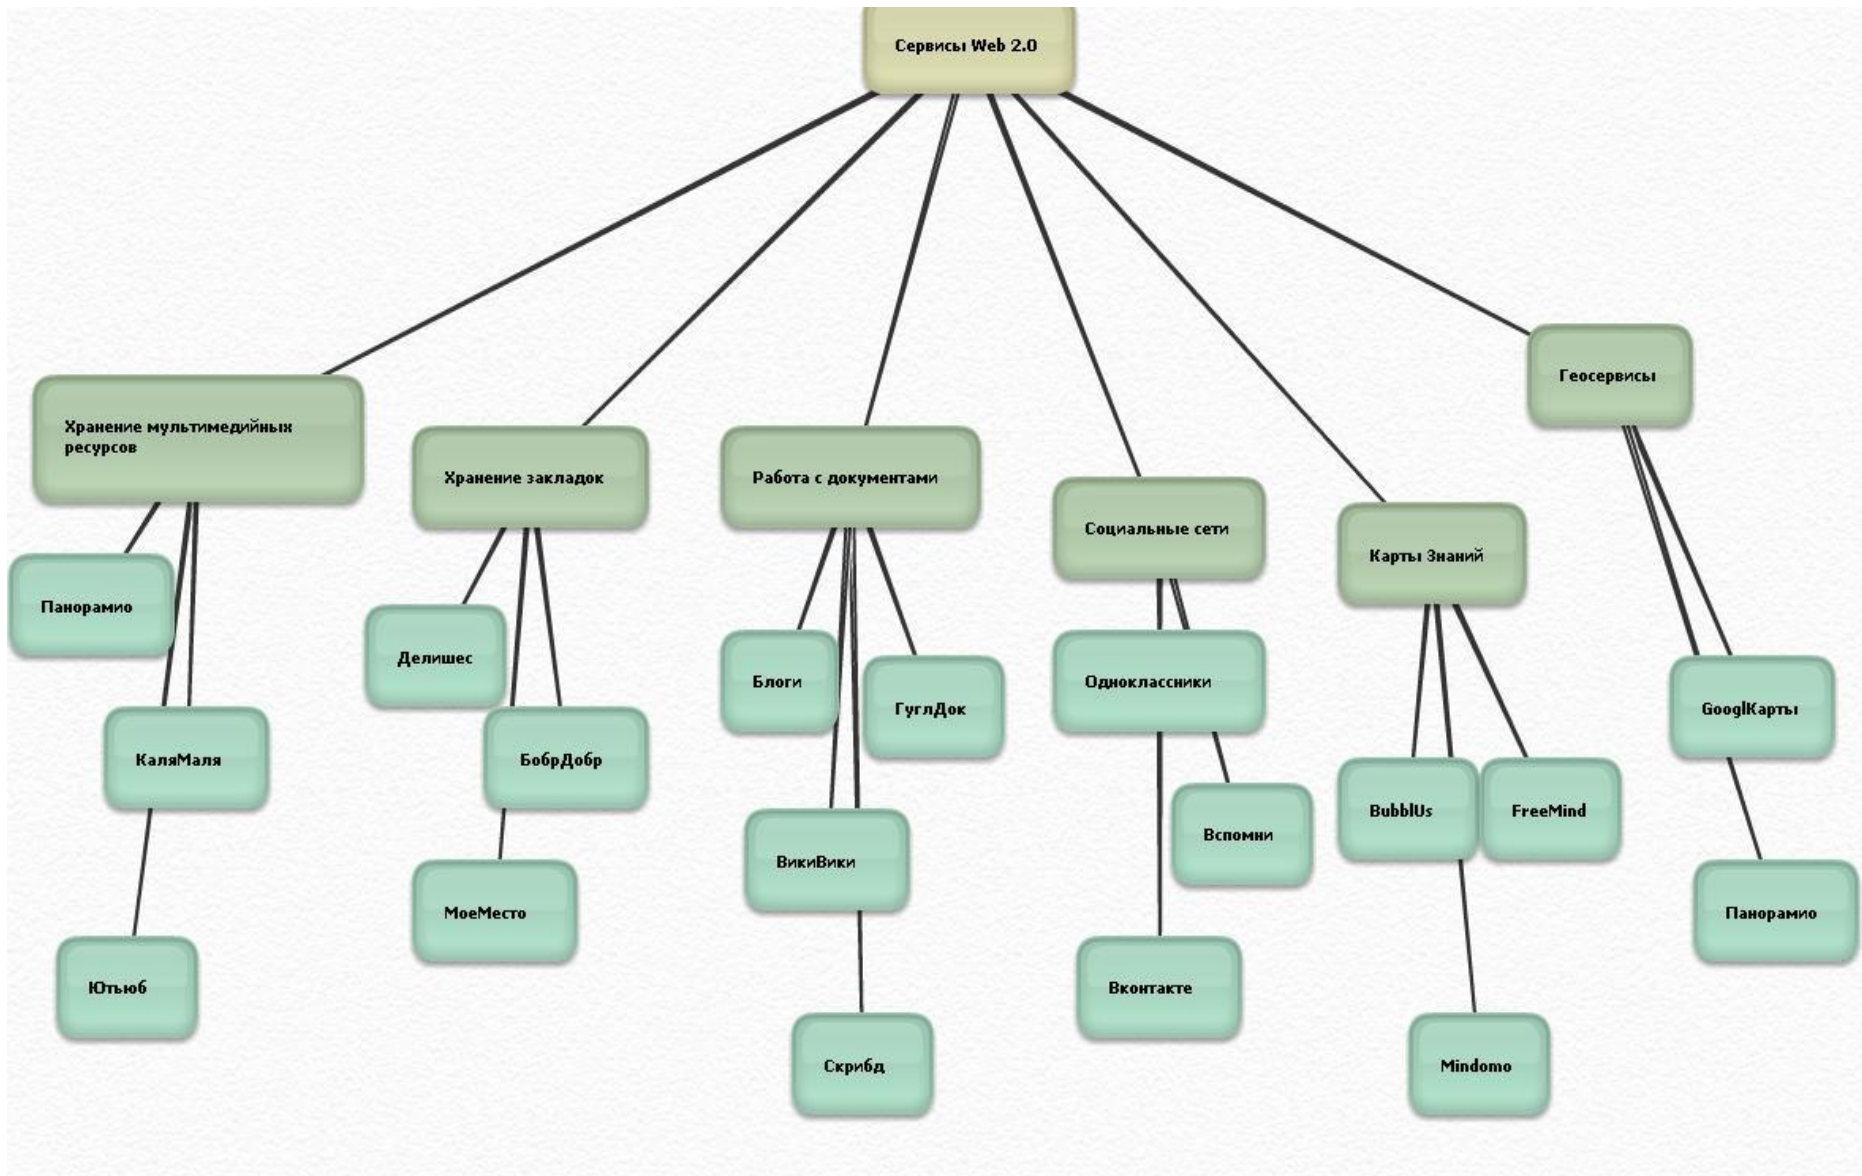 Сервисы Web 2.0
Хранение мультимедийных
ресурсов
Панорамио
КаляМаля
Ютьюб
Хранение закладок
Делишес
БобрДобр
МоеМесто
Работа с документами
Блоги
ГуглДок
ВикиВики
Скрибд
Социальные сети
Одноклассники
Вспомни
Вконтакте
Карты Знаний
BubblUs
FreeMind
Mindomo
Геосервисы
GooglКарты
Панорамио